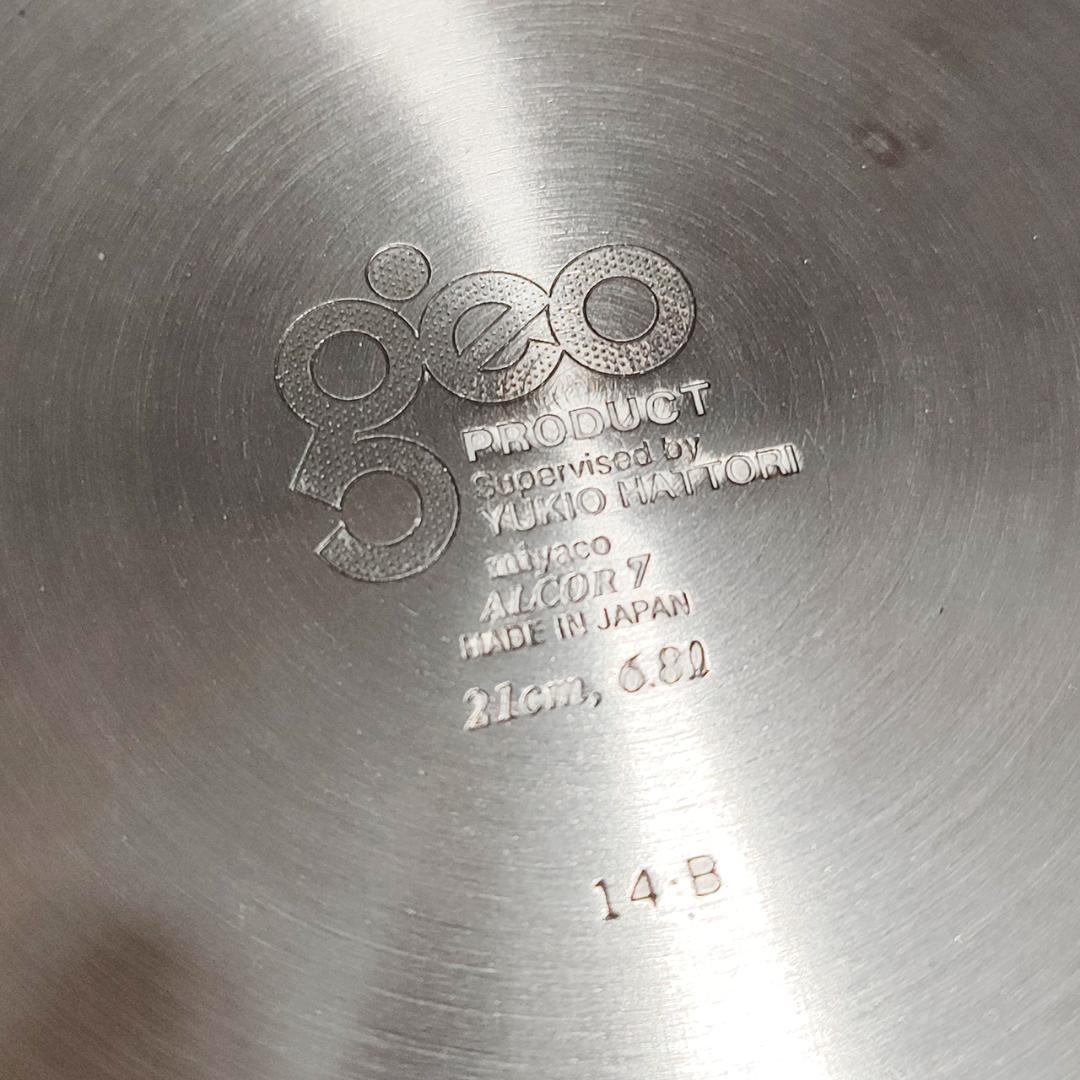 geo
PRODUCT
Supervised by
YUKIO HATTORI
miyaco
ALCOR 7
MADE IN JAPAN
21cm, 6.8ℓ
14-B